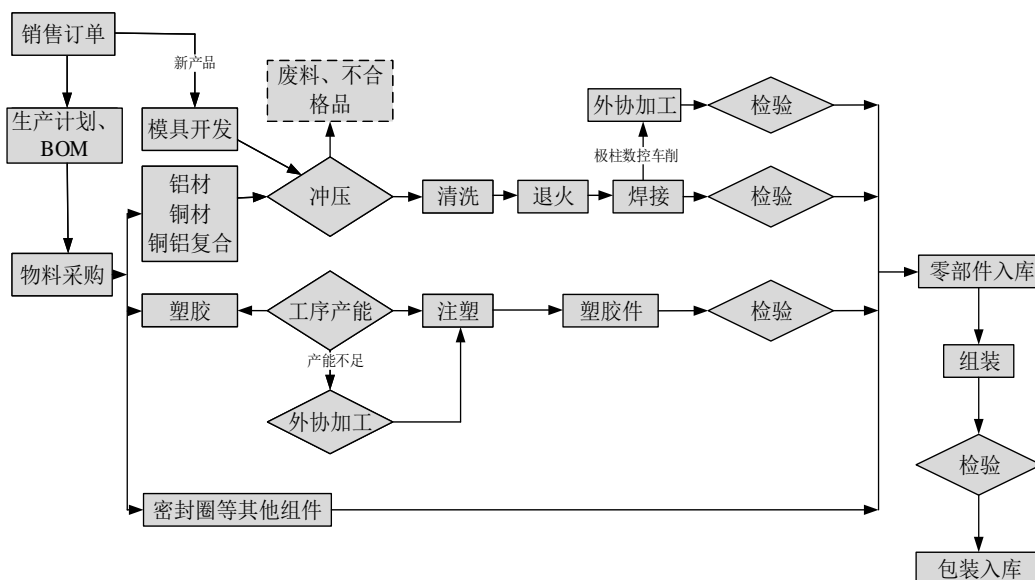 销售订单
新产品
废料、不合
格品
生产计划、
BOM
模具开发
外协加工
检验
极柱数控车削
铝材
铜材
铜铝复合
冲压
清洗
退火
焊接
检验
物料采购
零部件入库
塑胶
工序产能
注塑
塑胶件
检验
产能不足
组装
外协加工
检验
密封圈等其他组件
包装入库